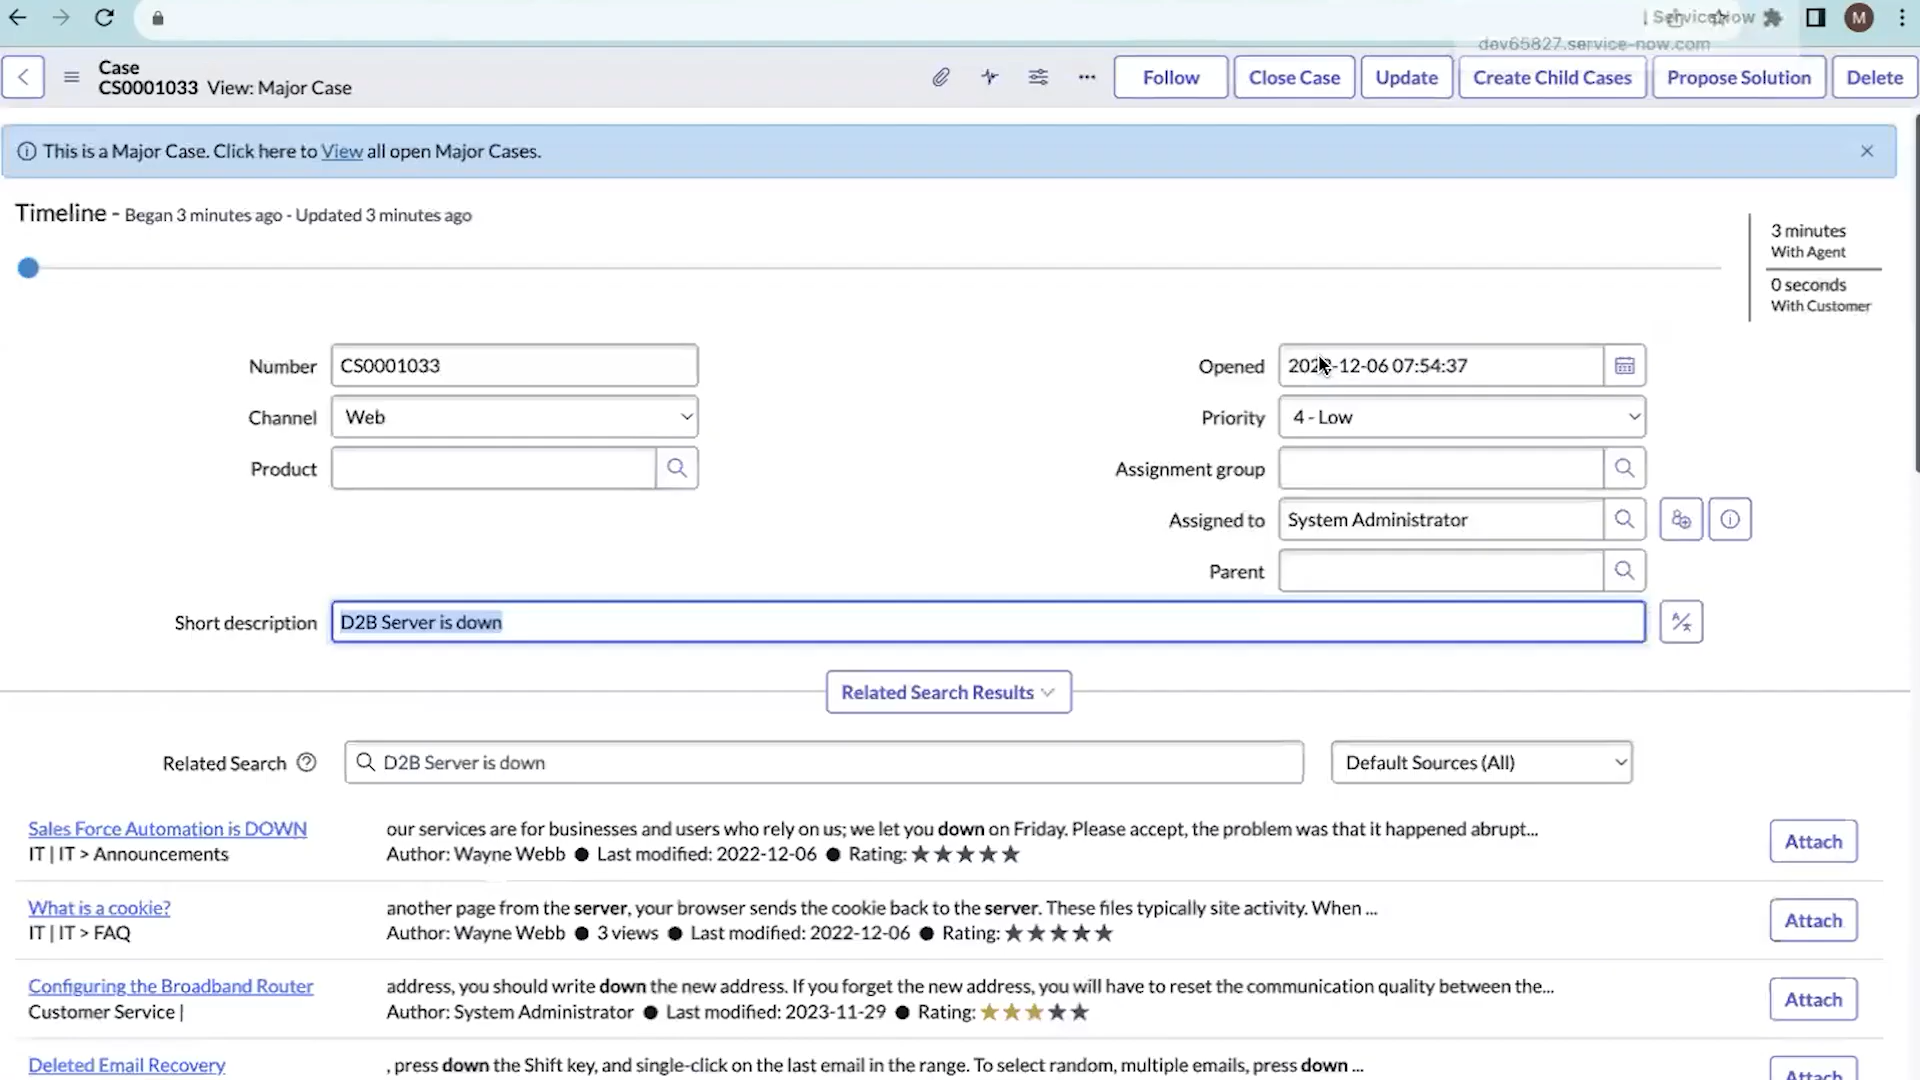 | ServiceNow
M
dev65827.service-now.com
Case
CS0001033 View: Major Case
Follow
Close Case
Update
Create Child Cases
Propose Solution
Delete
This is a Major Case. Click here to View all open Major Cases.
Timeline - Began 3 minutes ago - Updated 3 minutes ago
3 minutes
With Agent
0 seconds
With Customer
Number CS0001033
Opened -12-06 07:54:37
Channel Web
Priority 4 - Low
Product
Assignment group
Assigned to System Administrator
Parent
Short description D2B Server is down
Related Search Results
Related Search D2B Server is down Default Sources (All)
Sales Force Automation is DOWN our services are for businesses and users who rely on us; we let you down on Friday. Please accept, the problem was that it happened abrupt...
IT | IT > Announcements Author: Wayne Webb ● Last modified: 2022-12-06 ● Rating: ★★★★★
Attach
What is a cookie? another page from the server, your browser sends the cookie back to the server. These files typically site activity. When ...
IT | IT > FAQ Author: Wayne Webb ● 3 views ● Last modified: 2022-12-06 ● Rating: ★★★★★
Attach
Configuring the Broadband Router address, you should write down the new address. If you forget the new address, you will have to reset the communication quality between the...
Customer Service | Author: System Administrator ● Last modified: 2023-11-29 ● Rating: ★★★★★
Attach
Deleted Email Recovery , press down the Shift key, and single-click on the last email in the range. To select random, multiple emails, press down ...
Attach